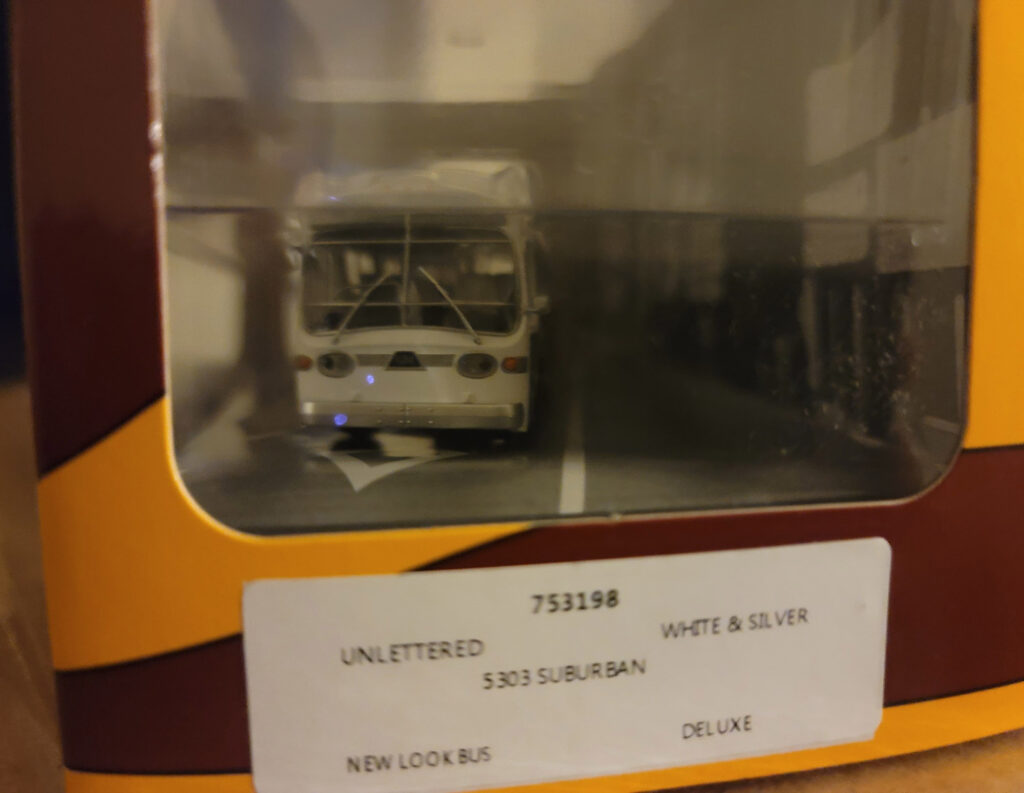 753198
UNLETTERED WHITE & SILVER
5303 SUBURBAN
NEW LOOK BUS DELUXE